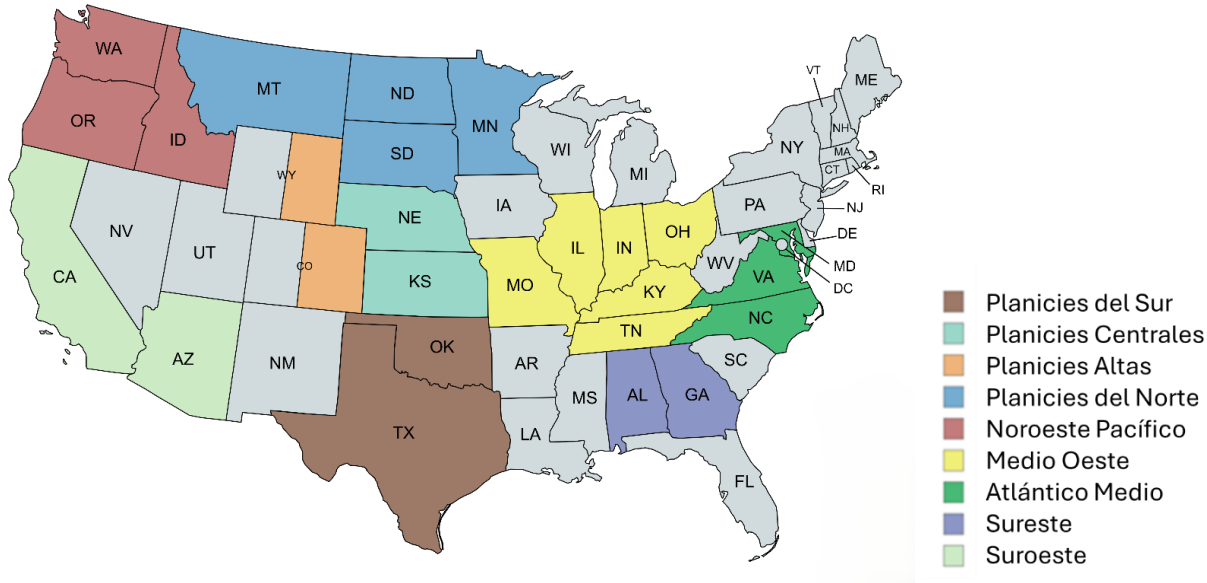 WA
MT
ND
MN
OR
ID
SD
WI
MI
NY
VT
NH
ME
MA
CT
RI
WY
NE
IA
PA
NJ
NV
UT
CO
KS
MO
IL
IN
OH
WV
DE
MD
DC
CA
KY
VA
AZ
NM
OK
AR
TN
NC
SC
TX
LA
MS
AL
GA
FL
Planicies del Sur
Planicies Centrales
Planicies Altas
Planicies del Norte
Noroeste Pacífico
Medio Oeste
Atlántico Medio
Sureste
Suroeste